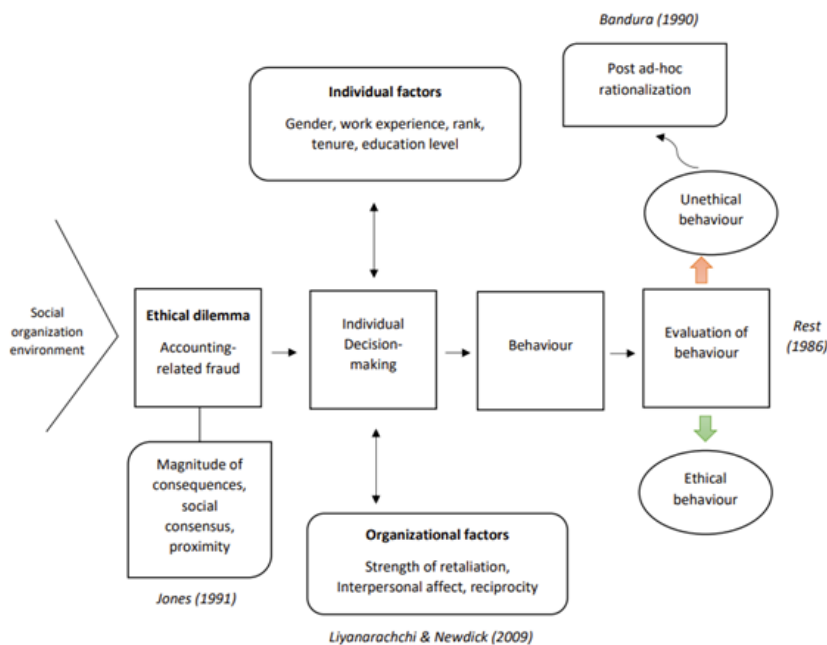 Bandura (1990)
Post ad-hoc
rationalization
Individual factors
Gender, work experience, rank,
tenure, education level
Unethical
behaviour
Social
organization
environment
Ethical dilemma
Accounting-
related fraud
Individual
Decision-
making
Behaviour
Evaluation of
behaviour
Rest
(1986)
Magnitude of
consequences,
social
consensus,
proximity
Jones (1991)
Organizational factors
Strength of retaliation,
Interpersonal affect, reciprocity
Liyanarachchi & Newdick (2009)
Ethical
behaviour